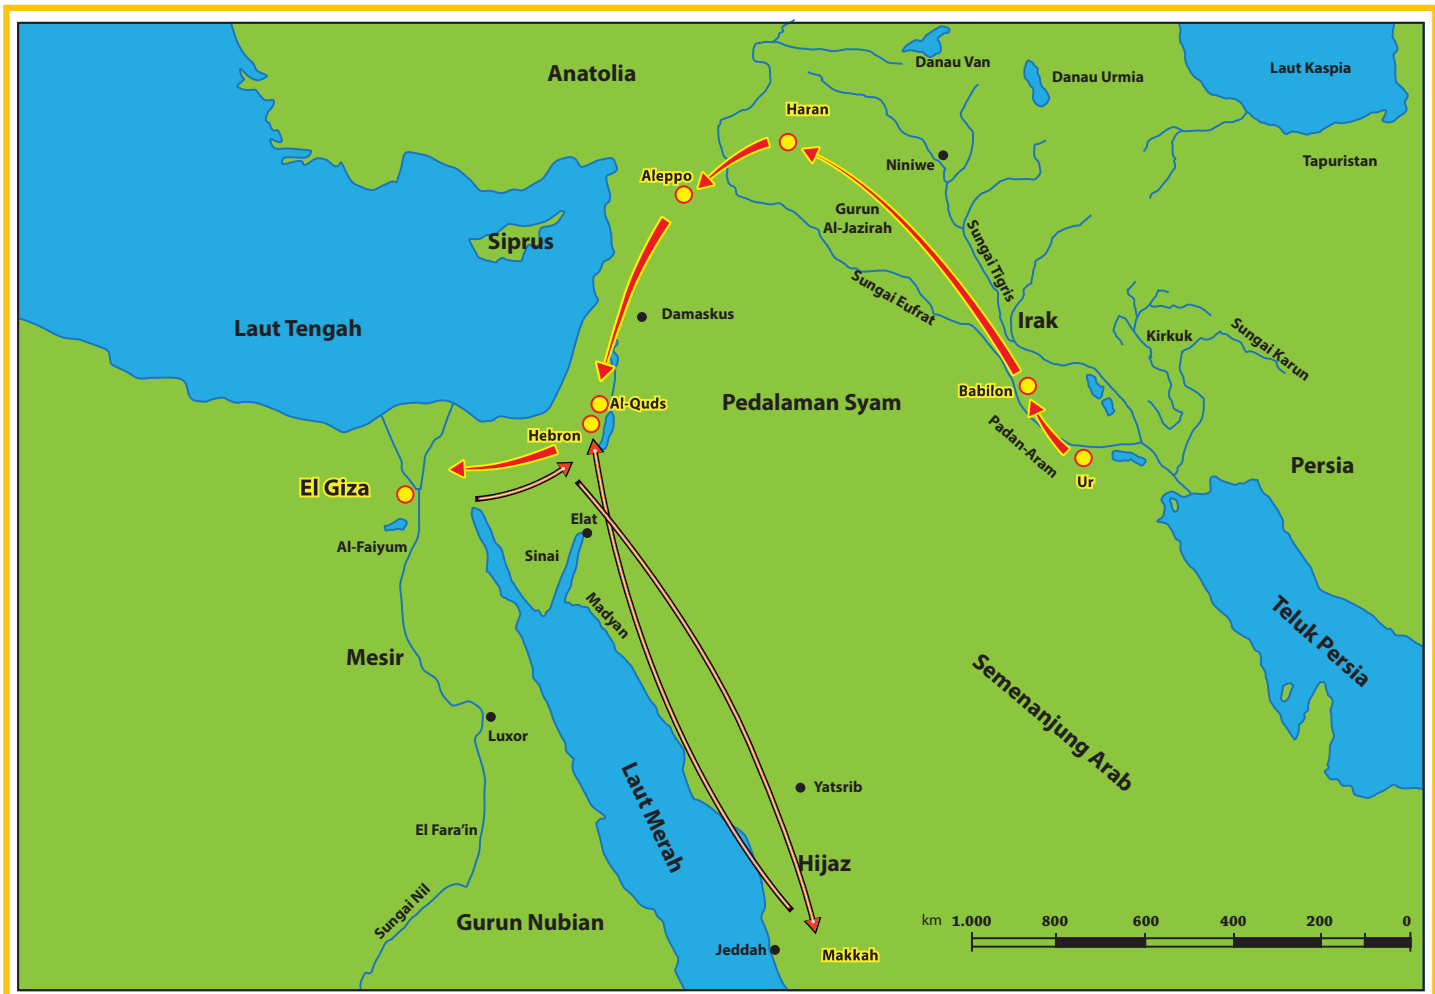 Anatolia
Danau Van
Danau Urmia
Laut Kaspia
Haran
Niniwe
Tapuristan
Aleppo
Gurun
Al-Jazirah
Siprus
Sungai Tigris
Sungai Eufrat
Damaskus
Laut Tengah
Irak
Kirkuk
Sungai Karun
Babilon
Al-Quds
Pedalaman Syam
Padan-Aram
Hebron
Persia
Ur
El Giza
Elat
Al-Faiyum
Sinai
Madyan
Teluk Persia
Mesir
Semenanjung Arab
Luxor
Yatsrib
Laut Merah
El Fara’in
Hijaz
Sungai Nil
Gurun Nubian
km 1.000 800 600 400 200 0
Jeddah
Makkah